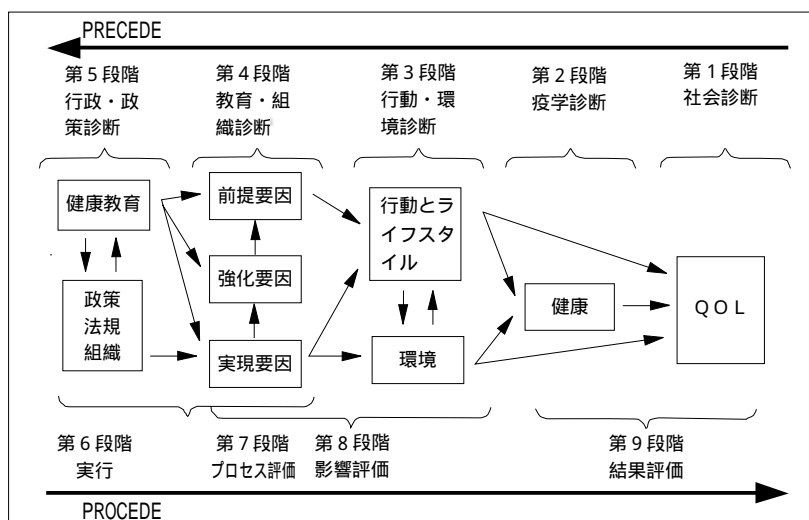 PRECEDE
第5段階
行政・政
策診断
第4段階
教育・組
織診断
第3段階
行動・環
境診断
第2段階
疫学診断
第1段階
社会診断
健康教育
政策
法規
組織
前提要因
強化要因
実現要因
行動とラ
イフスタ
イル
環境
健康
QOL
第6段階
実行
第7段階
プロセス評価
第8段階
影響評価
第9段階
結果評価
PROCEDE